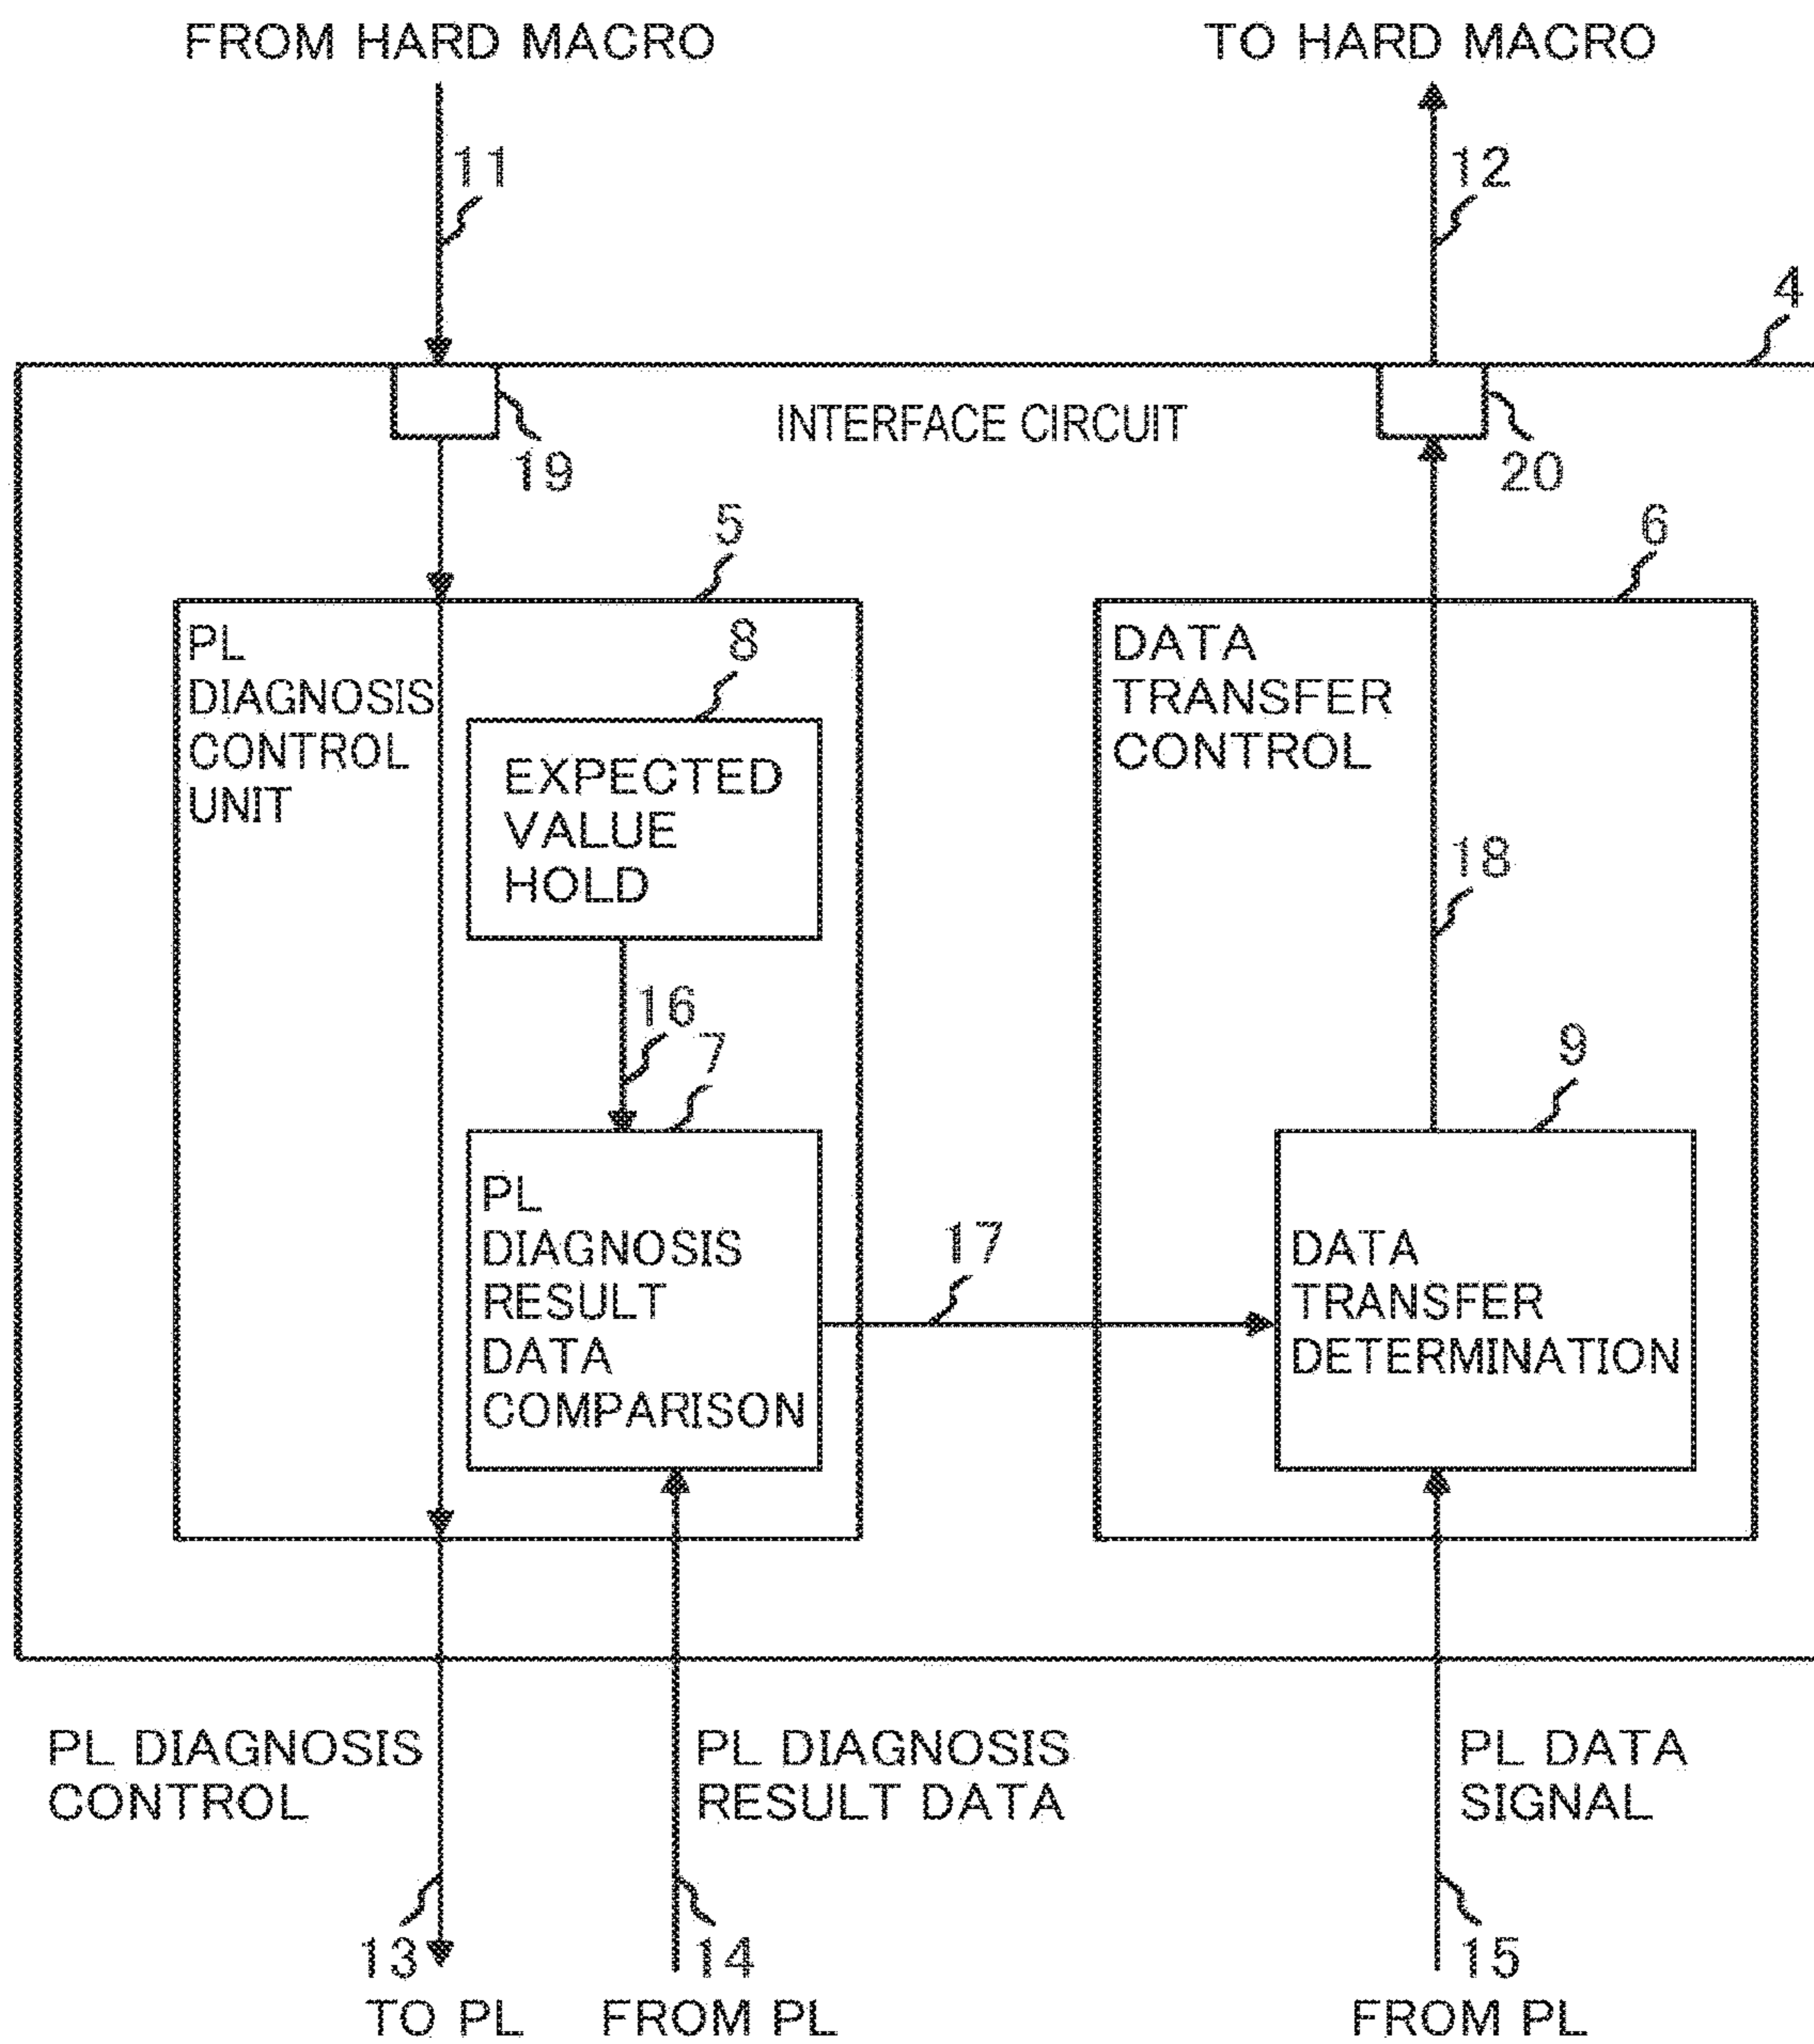 FROM HARD MACRO
TO HARD MACRO
11
12
4
INTERFACE CIRCUIT
19
20
5
6
PL
DIAGNOSIS
CONTROL
UNIT
8
EXPECTED
VALUE
HOLD
DATA
TRANSFER
CONTROL
18
16
7
9
PL
DIAGNOSIS
RESULT
DATA
COMPARISON
17
DATA
TRANSFER
DETERMINATION
PL DIAGNOSIS
CONTROL
PL DIAGNOSIS
RESULT DATA
PL DATA
SIGNAL
13
14
15
TO PL
FROM PL
FROM PL